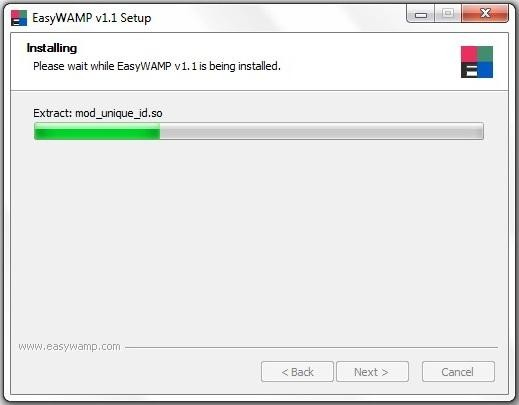 EasyWAMP v1.1 Setup
Installing
Please wait while EasyWAMP v1.1 is being installed.
Extract: mod_unique_id.so
www.easywamp.com
< Back
Next >
Cancel